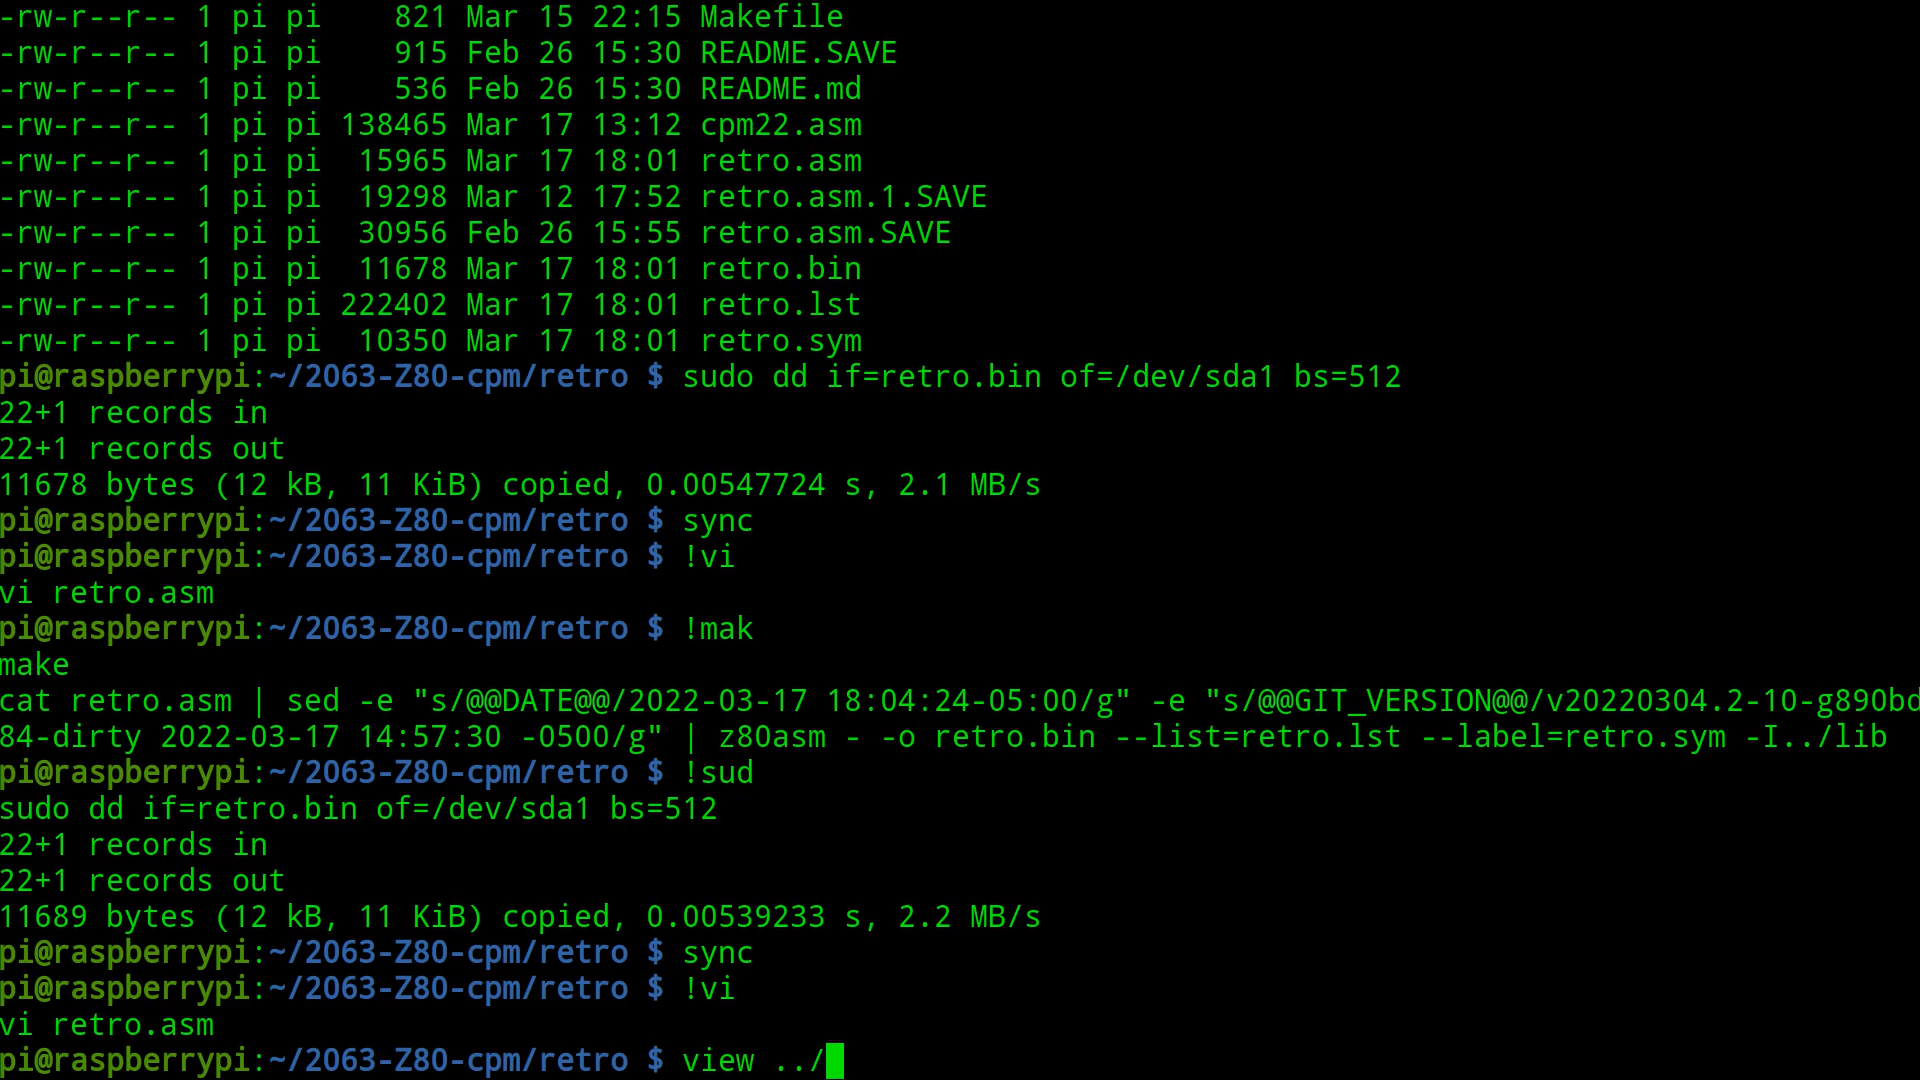 -rw-r--r-- 1 pi pi    821 Mar 15 22:15 Makefile
-rw-r--r-- 1 pi pi    915 Feb 26 15:30 README.SAVE
-rw-r--r-- 1 pi pi    536 Feb 26 15:30 README.md
-rw-r--r-- 1 pi pi 138465 Mar 17 13:12 cpm22.asm
-rw-r--r-- 1 pi pi  15965 Mar 17 18:01 retro.asm
-rw-r--r-- 1 pi pi  19298 Mar 12 17:52 retro.asm.1.SAVE
-rw-r--r-- 1 pi pi  30956 Feb 26 15:55 retro.asm.SAVE
-rw-r--r-- 1 pi pi  11678 Mar 17 18:01 retro.bin
-rw-r--r-- 1 pi pi 222402 Mar 17 18:01 retro.lst
-rw-r--r-- 1 pi pi  10350 Mar 17 18:01 retro.sym
pi@raspberrypi:~/2063-Z80-cpm/retro $ sudo dd if=retro.bin of=/dev/sda1 bs=512
22+1 records in
22+1 records out
11678 bytes (12 kB, 11 KiB) copied, 0.00547724 s, 2.1 MB/s
pi@raspberrypi:~/2063-Z80-cpm/retro $ sync
pi@raspberrypi:~/2063-Z80-cpm/retro $ !vi
vi retro.asm
pi@raspberrypi:~/2063-Z80-cpm/retro $ !mak
make
cat retro.asm | sed -e "s/@@DATE@@/2022-03-17 18:04:24-05:00/g" -e "s/@@GIT_VERSION@@/v20220304.2-10-g890bd
84-dirty 2022-03-17 14:57:30 -0500/g" | z80asm - -o retro.bin --list=retro.lst --label=retro.sym -I../lib
pi@raspberrypi:~/2063-Z80-cpm/retro $ !sud
sudo dd if=retro.bin of=/dev/sda1 bs=512
22+1 records in
22+1 records out
11689 bytes (12 kB, 11 KiB) copied, 0.00539233 s, 2.2 MB/s
pi@raspberrypi:~/2063-Z80-cpm/retro $ sync
pi@raspberrypi:~/2063-Z80-cpm/retro $ !vi
vi retro.asm
pi@raspberrypi:~/2063-Z80-cpm/retro $ view ../